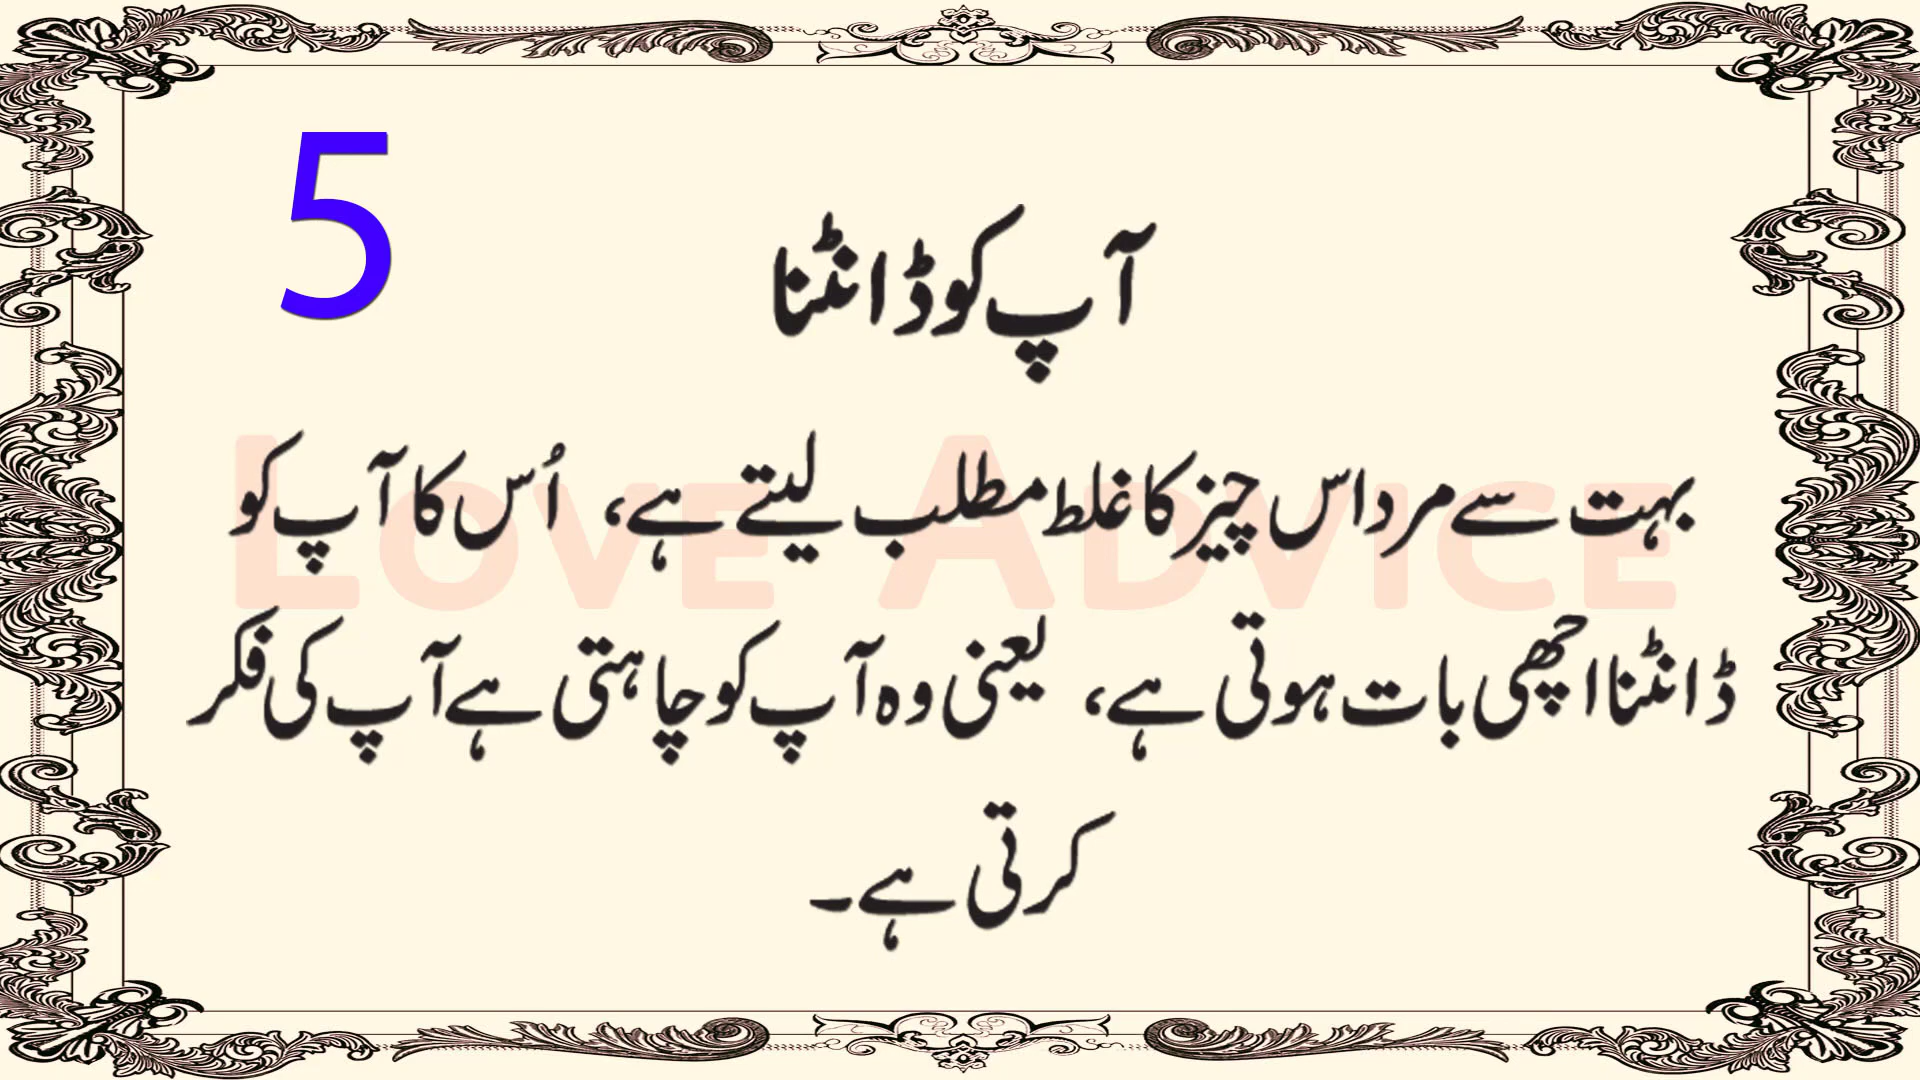 5
آپ کو ڈانٹنا
بہت سے مرد اس چیز کا غلط مطلب لیتے ہے، اُس کا آپ کو
ڈانٹنا اچھی بات ہوتی ہے، یعنی وہ آپ کو چاہتی ہے آپ کی فکر
کرتی ہے۔
LOVE ADVICE